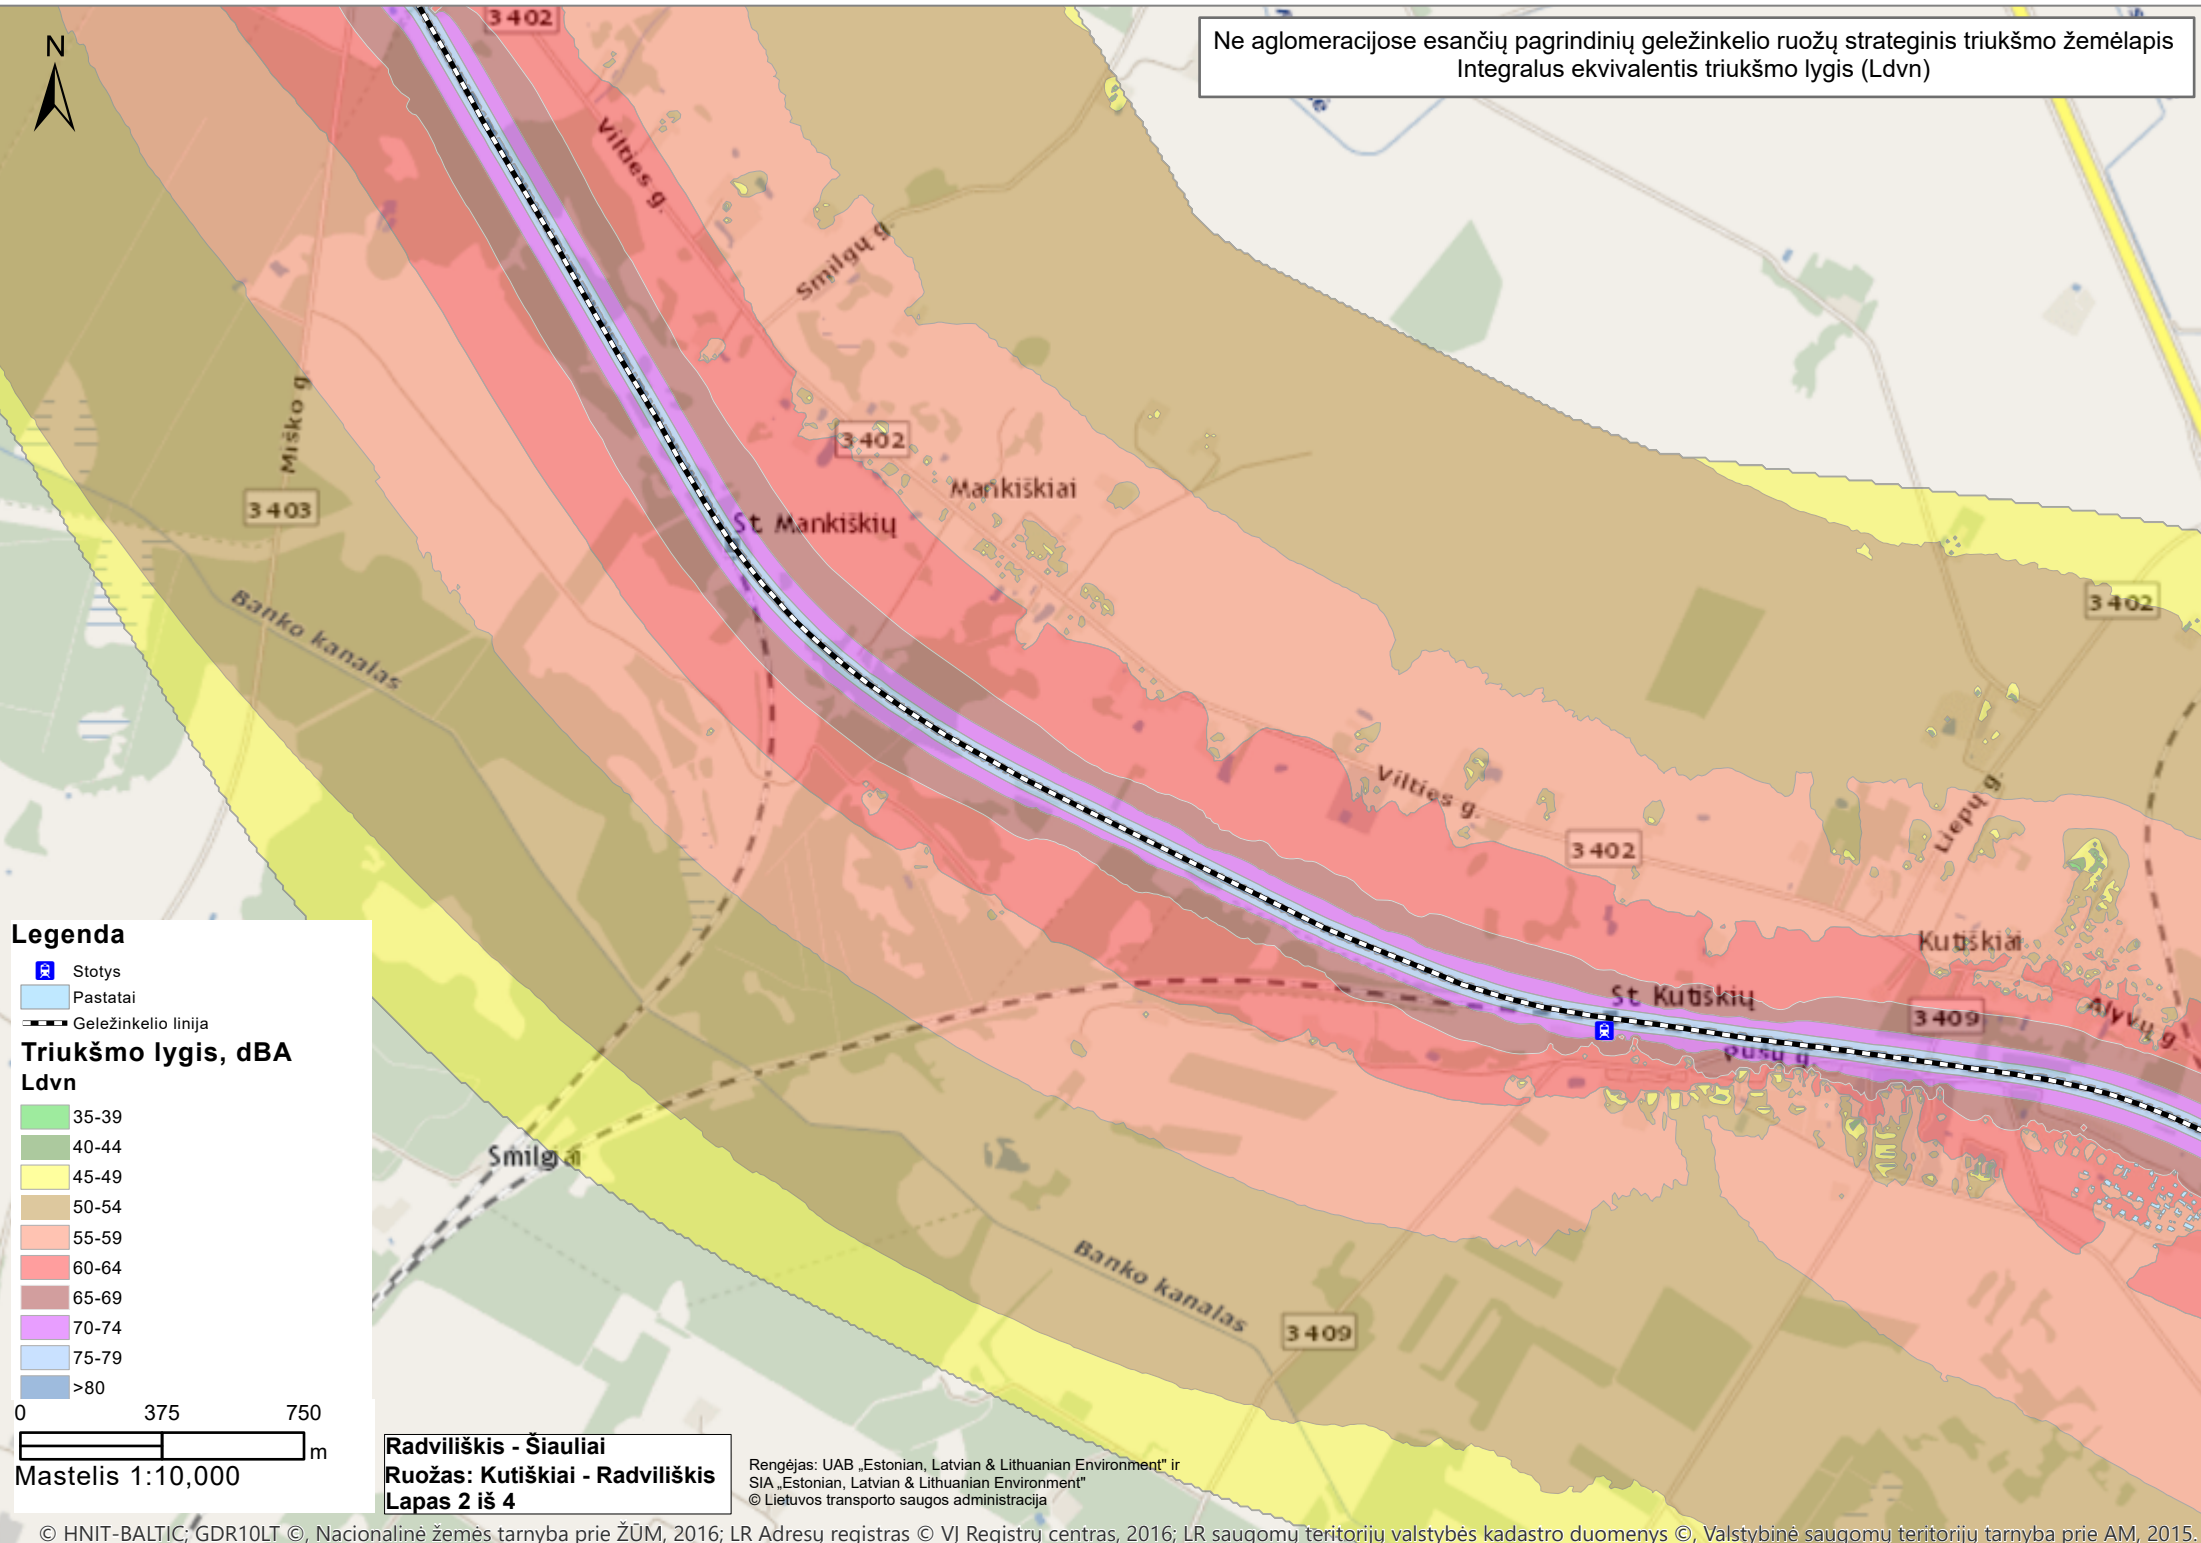 Ne aglomeracijose esančių pagrindinių geležinkelio ruožų strateginis triukšmo žemėlapis
Integralus ekvivalentis triukšmo lygis (Ldvn)
N
3402
Vilties g.
Smilgų g.
Miško g.
3402
Mankiškiai
3403
St Mankiškių
Banko kanalas
3402
Vilties g.
Liepų g.
3402
Kutiškiai
St Kutiškių
3409
Alyvų g.
Pušų g.
Smilgiai
Banko kanalas
3409
Legenda
Stotys
Pastatai
Geležinkelio linija
Triukšmo lygis, dBA
Ldvn
35-39
40-44
45-49
50-54
55-59
60-64
65-69
70-74
75-79
>80
0 375 750
m
Mastelis 1:10,000
Radviliškis - Šiauliai
Ruožas: Kutiškiai - Radviliškis
Lapas 2 iš 4
Rengėjas: UAB „Estonian, Latvian & Lithuanian Environment" ir
SIA „Estonian, Latvian & Lithuanian Environment"
© Lietuvos transporto saugos administracija
© HNIT-BALTIC; GDR10LT ©, Nacionalinė žemės tarnyba prie ŽŪM, 2016; LR Adresų registras © VĮ Registrų centras, 2016; LR saugomų teritorijų valstybės kadastro duomenys ©, Valstybinė saugomų teritorijų tarnyba prie AM, 2015.